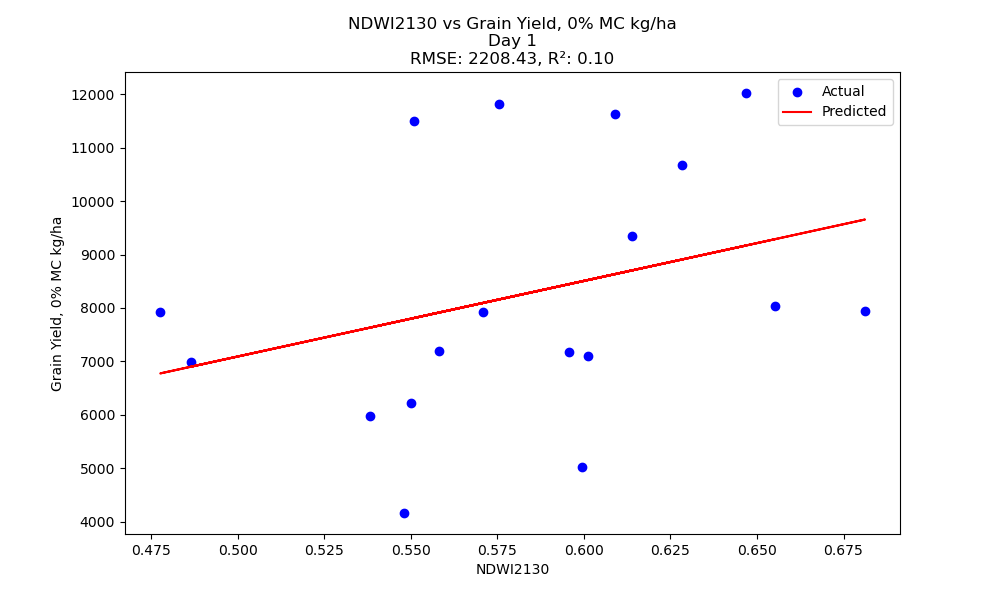 NDWI2130 vs Grain Yield, 0% MC kg/ha
Day 1
RMSE: 2208.43, R²: 0.10
Actual
Predicted
Grain Yield, 0% MC kg/ha
12000
11000
10000
9000
8000
7000
6000
5000
4000
0.475 0.500 0.525 0.550 0.575 0.600 0.625 0.650 0.675
NDWI2130